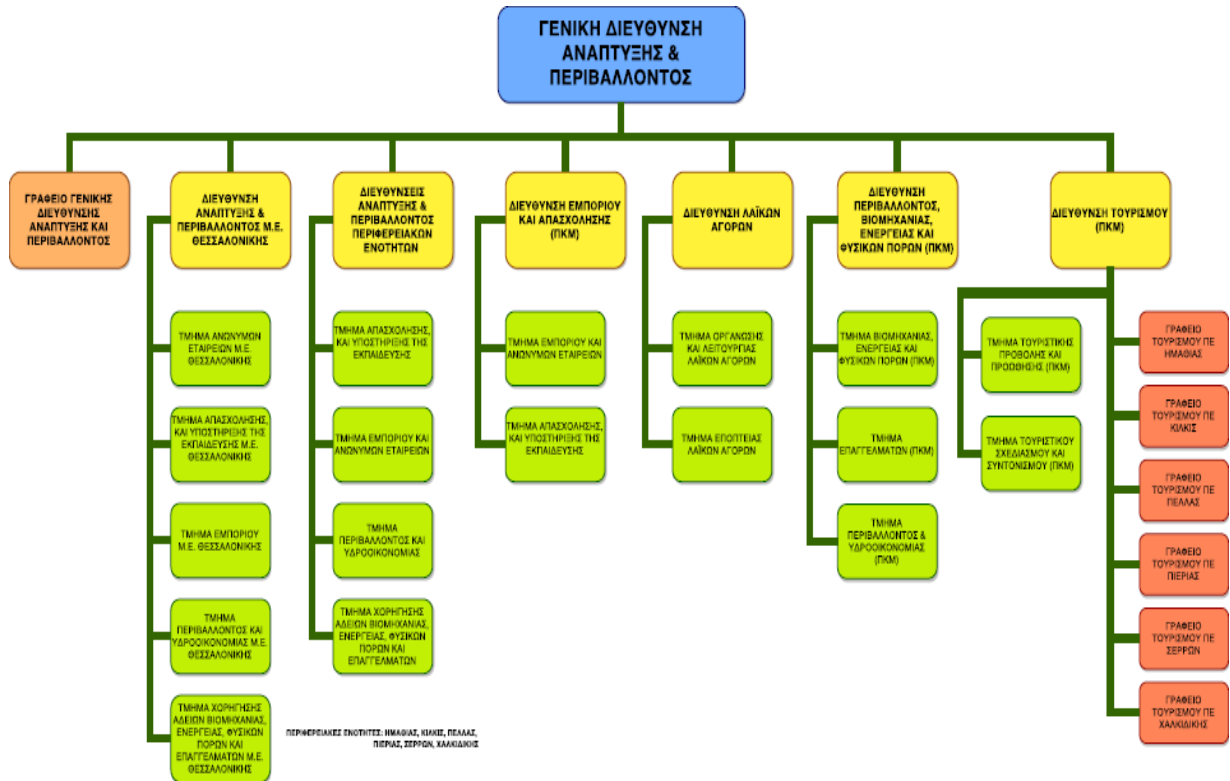 ΓΕΝΙΚΗ ΔΙΕΥΘΥΝΣΗ
ΑΝΑΠΤΥΞΗΣ &
ΠΕΡΙΒΑΛΛΟΝΤΟΣ
ΓΡΑΦΕΙΟ ΓΕΝΙΚΗΣ
ΔΙΕΥΘΥΝΣΗΣ
ΑΝΑΠΤΥΞΗΣ ΚΑΙ
ΠΕΡΙΒΑΛΛΟΝΤΟΣ
ΔΙΕΥΘΥΝΣΗ
ΑΝΑΠΤΥΞΗΣ &
ΠΕΡΙΒΑΛΛΟΝΤΟΣ Μ.Ε.
ΘΕΣΣΑΛΟΝΙΚΗΣ
ΤΜΗΜΑ ΑΝΩΝΥΜΩΝ
ΕΤΑΙΡΕΙΩΝ Μ.Ε.
ΘΕΣΣΑΛΟΝΙΚΗΣ
ΤΜΗΜΑ ΑΠΑΣΧΟΛΗΣΗΣ,
ΚΑΙ ΥΠΟΣΤΗΡΙΞΗΣ ΤΗΣ
ΕΚΠΑΙΔΕΥΣΗΣ Μ.Ε.
ΘΕΣΣΑΛΟΝΙΚΗΣ
ΤΜΗΜΑ ΕΜΠΟΡΙΟΥ
Μ.Ε. ΘΕΣΣΑΛΟΝΙΚΗΣ
ΤΜΗΜΑ
ΠΕΡΙΒΑΛΛΟΝΤΟΣ ΚΑΙ
ΥΔΡΟΟΙΚΟΝΟΜΙΑΣ Μ.Ε.
ΘΕΣΣΑΛΟΝΙΚΗΣ
ΤΜΗΜΑ ΧΟΡΗΓΗΣΗΣ
ΑΔΕΙΩΝ ΒΙΟΜΗΧΑΝΙΑΣ,
ΕΝΕΡΓΕΙΑΣ, ΦΥΣΙΚΩΝ
ΠΟΡΩΝ ΚΑΙ
ΕΠΑΓΓΕΛΜΑΤΩΝ Μ.Ε.
ΘΕΣΣΑΛΟΝΙΚΗΣ
ΔΙΕΥΘΥΝΣΕΙΣ
ΑΝΑΠΤΥΞΗΣ &
ΠΕΡΙΒΑΛΛΟΝΤΟΣ
ΠΕΡΙΦΕΡΕΙΑΚΩΝ
ΕΝΟΤΗΤΩΝ
ΤΜΗΜΑ ΑΠΑΣΧΟΛΗΣΗΣ,
ΚΑΙ ΥΠΟΣΤΗΡΙΞΗΣ ΤΗΣ
ΕΚΠΑΙΔΕΥΣΗΣ
ΤΜΗΜΑ ΕΜΠΟΡΙΟΥ ΚΑΙ
ΑΝΩΝΥΜΩΝ ΕΤΑΙΡΕΙΩΝ
ΤΜΗΜΑ
ΠΕΡΙΒΑΛΛΟΝΤΟΣ ΚΑΙ
ΥΔΡΟΟΙΚΟΝΟΜΙΑΣ
ΤΜΗΜΑ ΧΟΡΗΓΗΣΗΣ
ΑΔΕΙΩΝ ΒΙΟΜΗΧΑΝΙΑΣ,
ΕΝΕΡΓΕΙΑΣ, ΦΥΣΙΚΩΝ
ΠΟΡΩΝ ΚΑΙ
ΕΠΑΓΓΕΛΜΑΤΩΝ
ΔΙΕΥΘΥΝΣΗ ΕΜΠΟΡΙΟΥ
ΚΑΙ ΑΠΑΣΧΟΛΗΣΗΣ
(ΠΚΜ)
ΤΜΗΜΑ ΕΜΠΟΡΙΟΥ ΚΑΙ
ΑΝΩΝΥΜΩΝ ΕΤΑΙΡΕΙΩΝ
ΤΜΗΜΑ ΑΠΑΣΧΟΛΗΣΗΣ,
ΚΑΙ ΥΠΟΣΤΗΡΙΞΗΣ ΤΗΣ
ΕΚΠΑΙΔΕΥΣΗΣ
ΔΙΕΥΘΥΝΣΗ ΛΑΪΚΩΝ
ΑΓΟΡΩΝ
ΤΜΗΜΑ ΟΡΓΑΝΩΣΗΣ
ΚΑΙ ΛΕΙΤΟΥΡΓΙΑΣ
ΛΑΪΚΩΝ ΑΓΟΡΩΝ
ΤΜΗΜΑ ΕΠΟΠΤΕΙΑΣ
ΛΑΪΚΩΝ ΑΓΟΡΩΝ
ΔΙΕΥΘΥΝΣΗ
ΠΕΡΙΒΑΛΛΟΝΤΟΣ,
ΒΙΟΜΗΧΑΝΙΑΣ,
ΕΝΕΡΓΕΙΑΣ ΚΑΙ
ΦΥΣΙΚΩΝ ΠΟΡΩΝ (ΠΚΜ)
ΤΜΗΜΑ ΒΙΟΜΗΧΑΝΙΑΣ,
ΕΝΕΡΓΕΙΑΣ ΚΑΙ
ΦΥΣΙΚΩΝ ΠΟΡΩΝ (ΠΚΜ)
ΤΜΗΜΑ
ΕΠΑΓΓΕΛΜΑΤΩΝ (ΠΚΜ)
ΤΜΗΜΑ
ΠΕΡΙΒΑΛΛΟΝΤΟΣ &
ΥΔΡΟΟΙΚΟΝΟΜΙΑΣ
(ΠΚΜ)
ΔΙΕΥΘΥΝΣΗ ΤΟΥΡΙΣΜΟΥ
(ΠΚΜ)
ΤΜΗΜΑ ΤΟΥΡΙΣΤΙΚΗΣ
ΠΡΟΒΟΛΗΣ ΚΑΙ
ΠΡΟΩΘΗΣΗΣ (ΠΚΜ)
ΤΜΗΜΑ ΤΟΥΡΙΣΤΙΚΟΥ
ΣΧΕΔΙΑΣΜΟΥ ΚΑΙ
ΣΥΝΤΟΝΙΣΜΟΥ (ΠΚΜ)
ΓΡΑΦΕΙΟ
ΤΟΥΡΙΣΜΟΥ ΠΕ
ΗΜΑΘΙΑΣ
ΓΡΑΦΕΙΟ
ΤΟΥΡΙΣΜΟΥ ΠΕ
ΚΙΛΚΙΣ
ΓΡΑΦΕΙΟ
ΤΟΥΡΙΣΜΟΥ ΠΕ
ΠΕΛΛΑΣ
ΓΡΑΦΕΙΟ
ΤΟΥΡΙΣΜΟΥ ΠΕ
ΠΙΕΡΙΑΣ
ΓΡΑΦΕΙΟ
ΤΟΥΡΙΣΜΟΥ ΠΕ
ΣΕΡΡΩΝ
ΓΡΑΦΕΙΟ
ΤΟΥΡΙΣΜΟΥ ΠΕ
ΧΑΛΚΙΔΙΚΗΣ
ΠΕΡΙΦΕΡΕΙΑΚΕΣ ΕΝΟΤΗΤΕΣ: ΗΜΑΘΙΑΣ, ΚΙΛΚΙΣ, ΠΕΛΛΑΣ,
ΠΙΕΡΙΑΣ, ΣΕΡΡΩΝ, ΧΑΛΚΙΔΙΚΗΣ